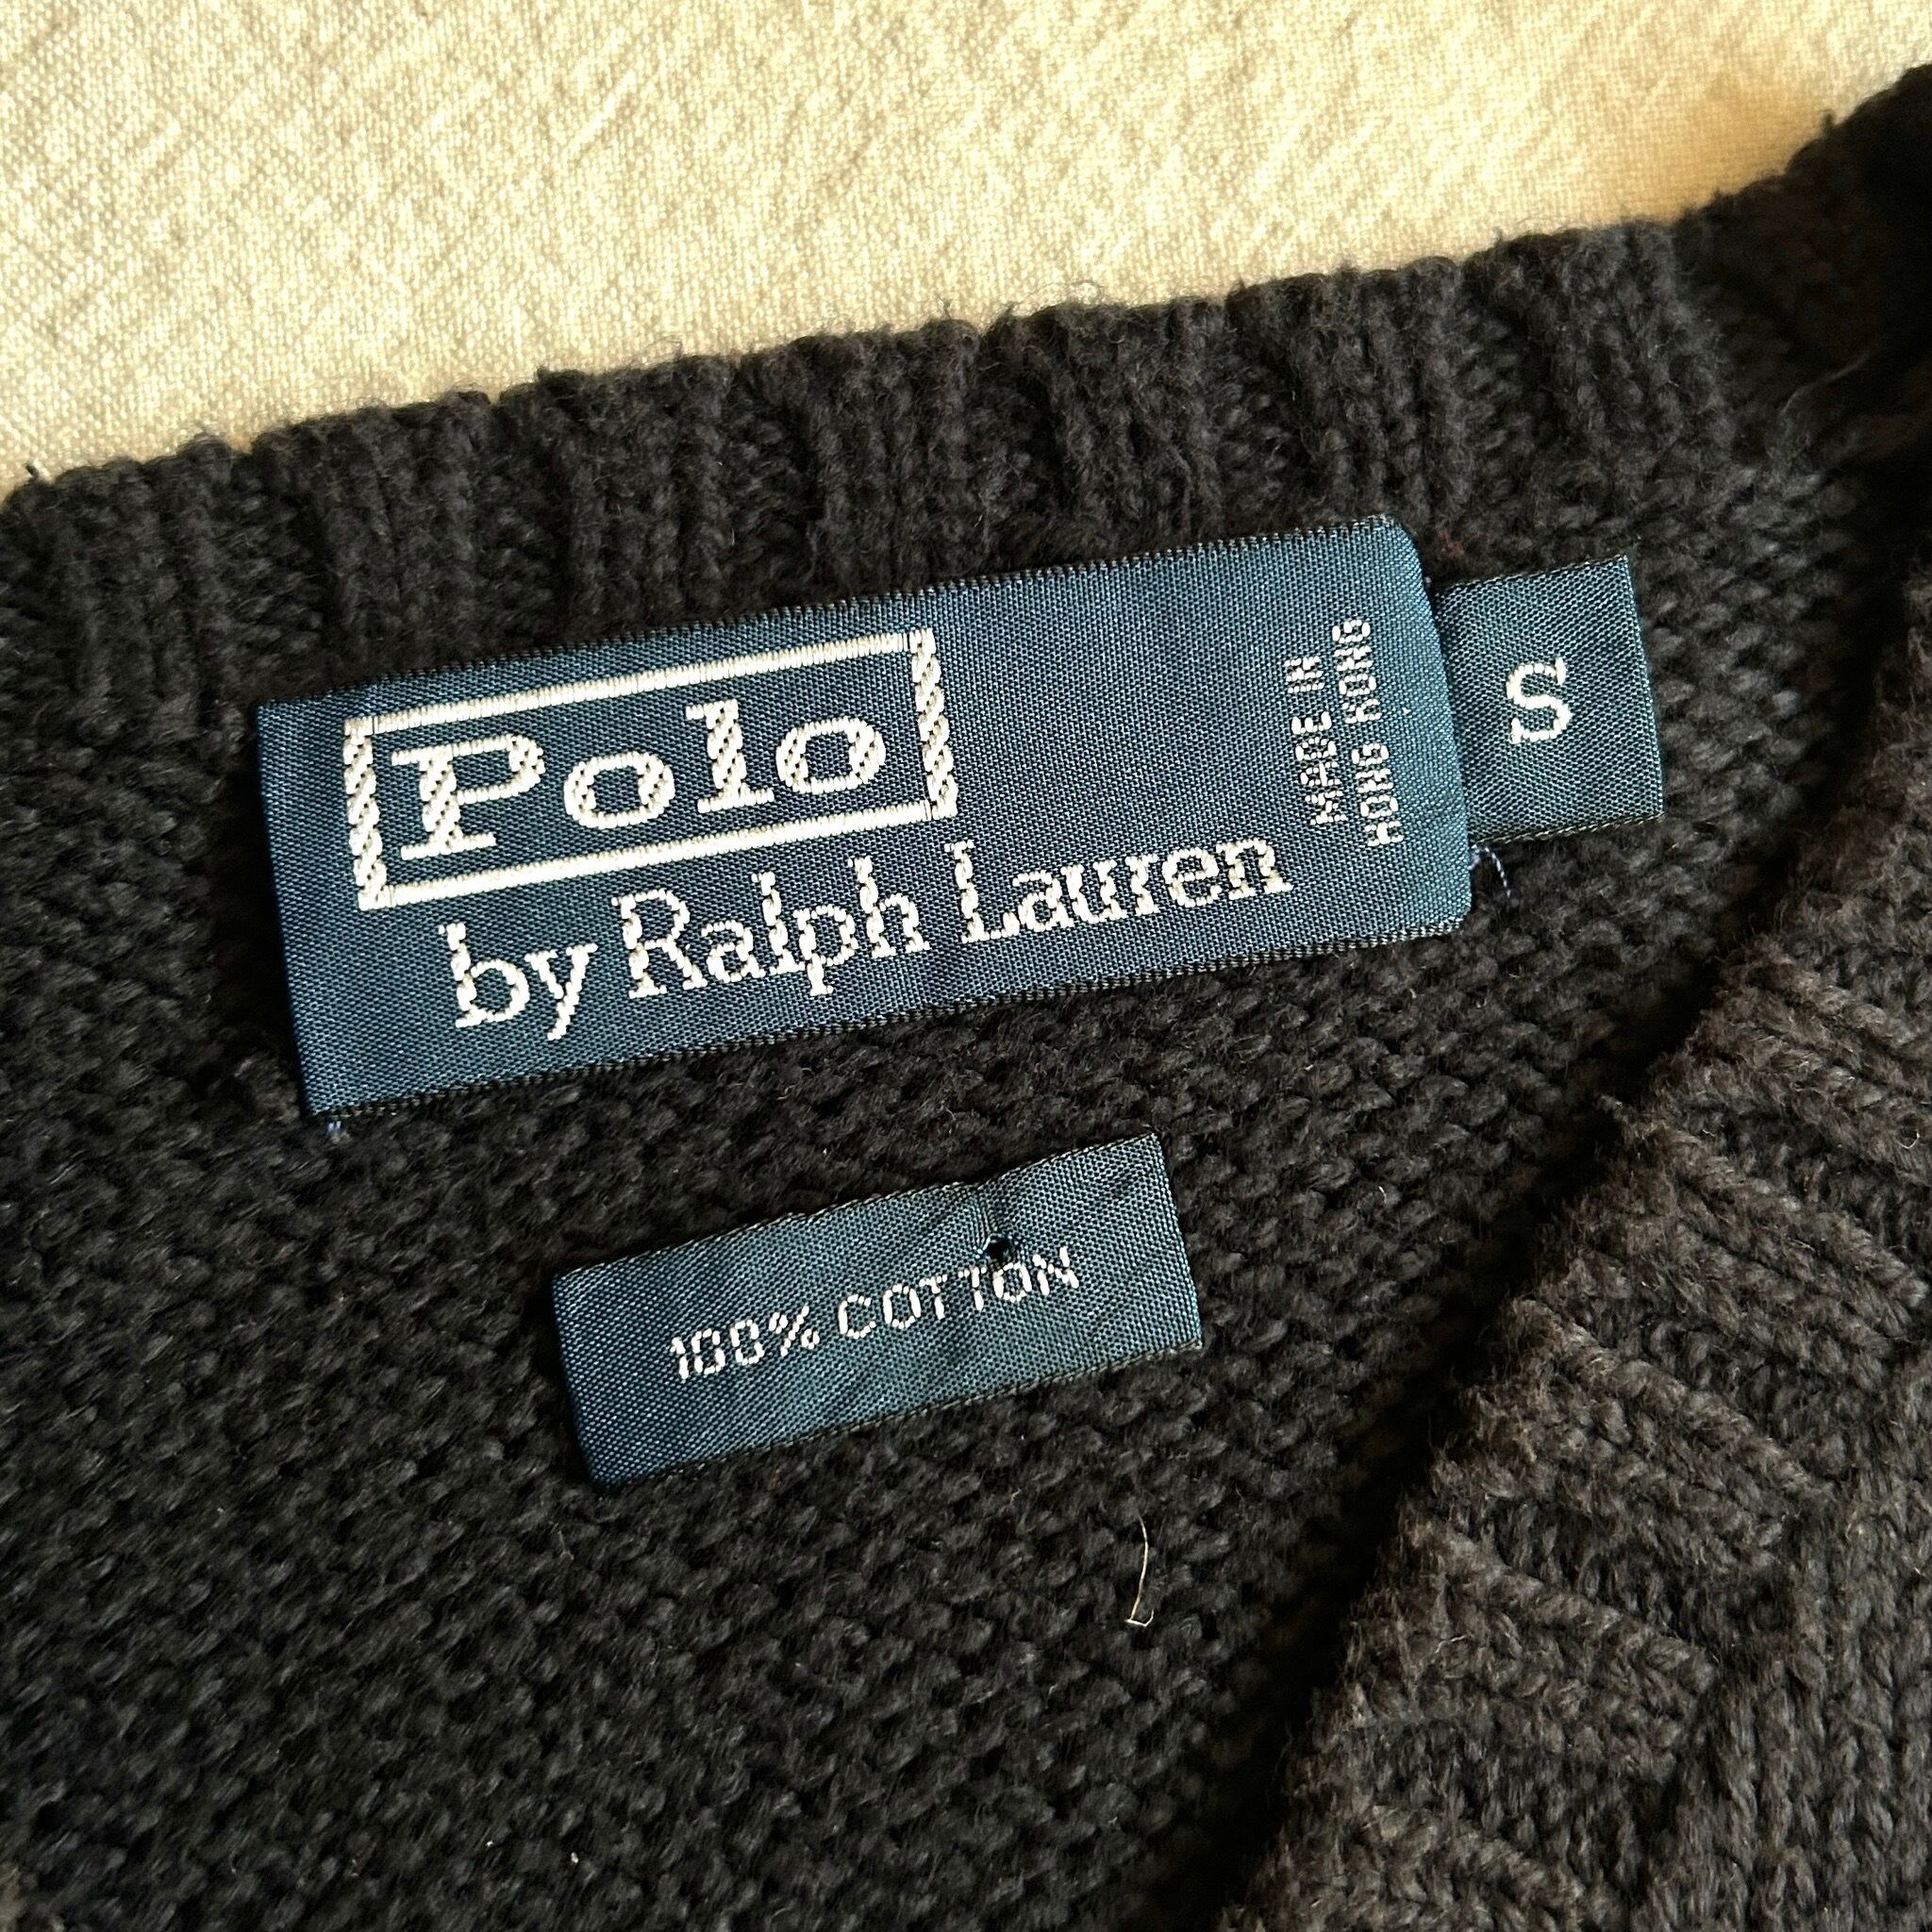 Polo
by Ralph Lauren
MADE IN
HONG KONG
S
100% COTTON